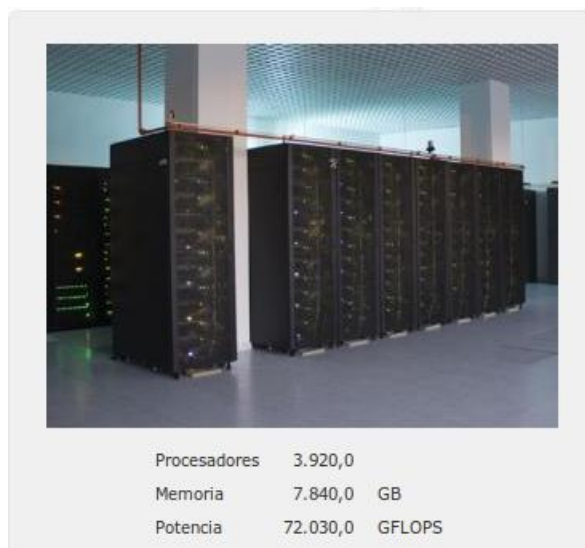 Procesadores 3.920,0
Memoria 7.840,0 GB
Potencia 72.030,0 GFLOPS